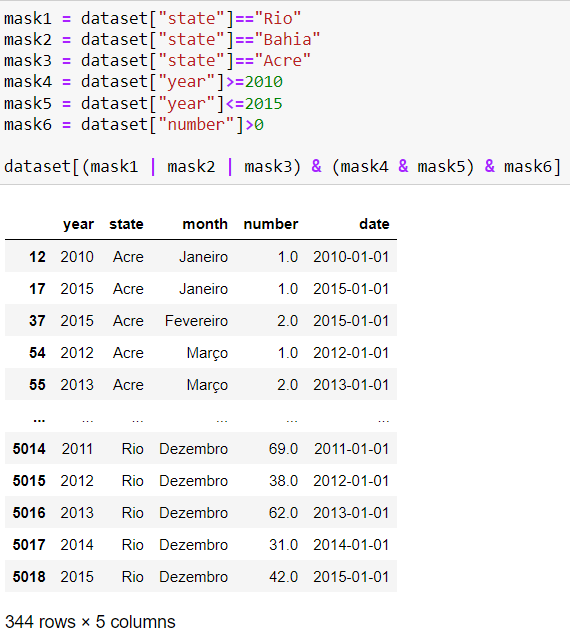 mask1 = dataset["state"]=="Rio"
mask2 = dataset["state"]=="Bahia"
mask3 = dataset["state"]=="Acre"
mask4 = dataset["year"]>=2010
mask5 = dataset["year"]<=2015
mask6 = dataset["number"]>0
dataset[(mask1 | mask2 | mask3) & (mask4 & mask5) & mask6]
year state month number date
12 2010 Acre Janeiro 1.0 2010-01-01
17 2015 Acre Janeiro 1.0 2015-01-01
37 2015 Acre Fevereiro 2.0 2015-01-01
54 2012 Acre Março 1.0 2012-01-01
55 2013 Acre Março 2.0 2013-01-01
... ... ... ... ... ...
5014 2011 Rio Dezembro 69.0 2011-01-01
5015 2012 Rio Dezembro 38.0 2012-01-01
5016 2013 Rio Dezembro 62.0 2013-01-01
5017 2014 Rio Dezembro 31.0 2014-01-01
5018 2015 Rio Dezembro 42.0 2015-01-01
344 rows × 5 columns